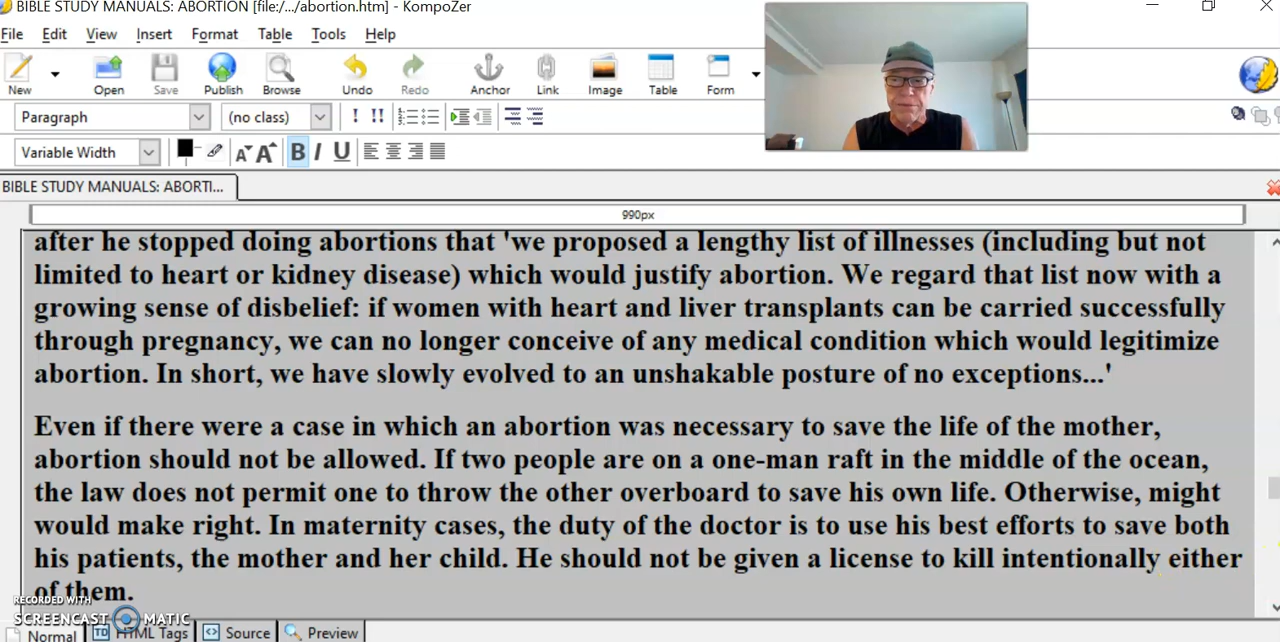 BIBLE STUDY MANUALS: ABORTION [file:/.../abortion.htm] - KompoZer
File Edit View Insert Format Table Tools Help
New Open Save Publish Browse Undo Redo Anchor Link Image Table Form
Paragraph (no class) ! !!
Variable Width A A B I U
BIBLE STUDY MANUALS: ABORTI...
990px
after he stopped doing abortions that 'we proposed a lengthy list of illnesses (including but not
limited to heart or kidney disease) which would justify abortion. We regard that list now with a
growing sense of disbelief: if women with heart and liver transplants can be carried successfully
through pregnancy, we can no longer conceive of any medical condition which would legitimize
abortion. In short, we have slowly evolved to an unshakable posture of no exceptions...'
Even if there were a case in which an abortion was necessary to save the life of the mother,
abortion should not be allowed. If two people are on a one-man raft in the middle of the ocean,
the law does not permit one to throw the other overboard to save his own life. Otherwise, might
would make right. In maternity cases, the duty of the doctor is to use his best efforts to save both
his patients, the mother and her child. He should not be given a license to kill intentionally either
of them.
RECORDED WITH
SCREENCAST MATIC
Normal TD HTML Tags <> Source Preview